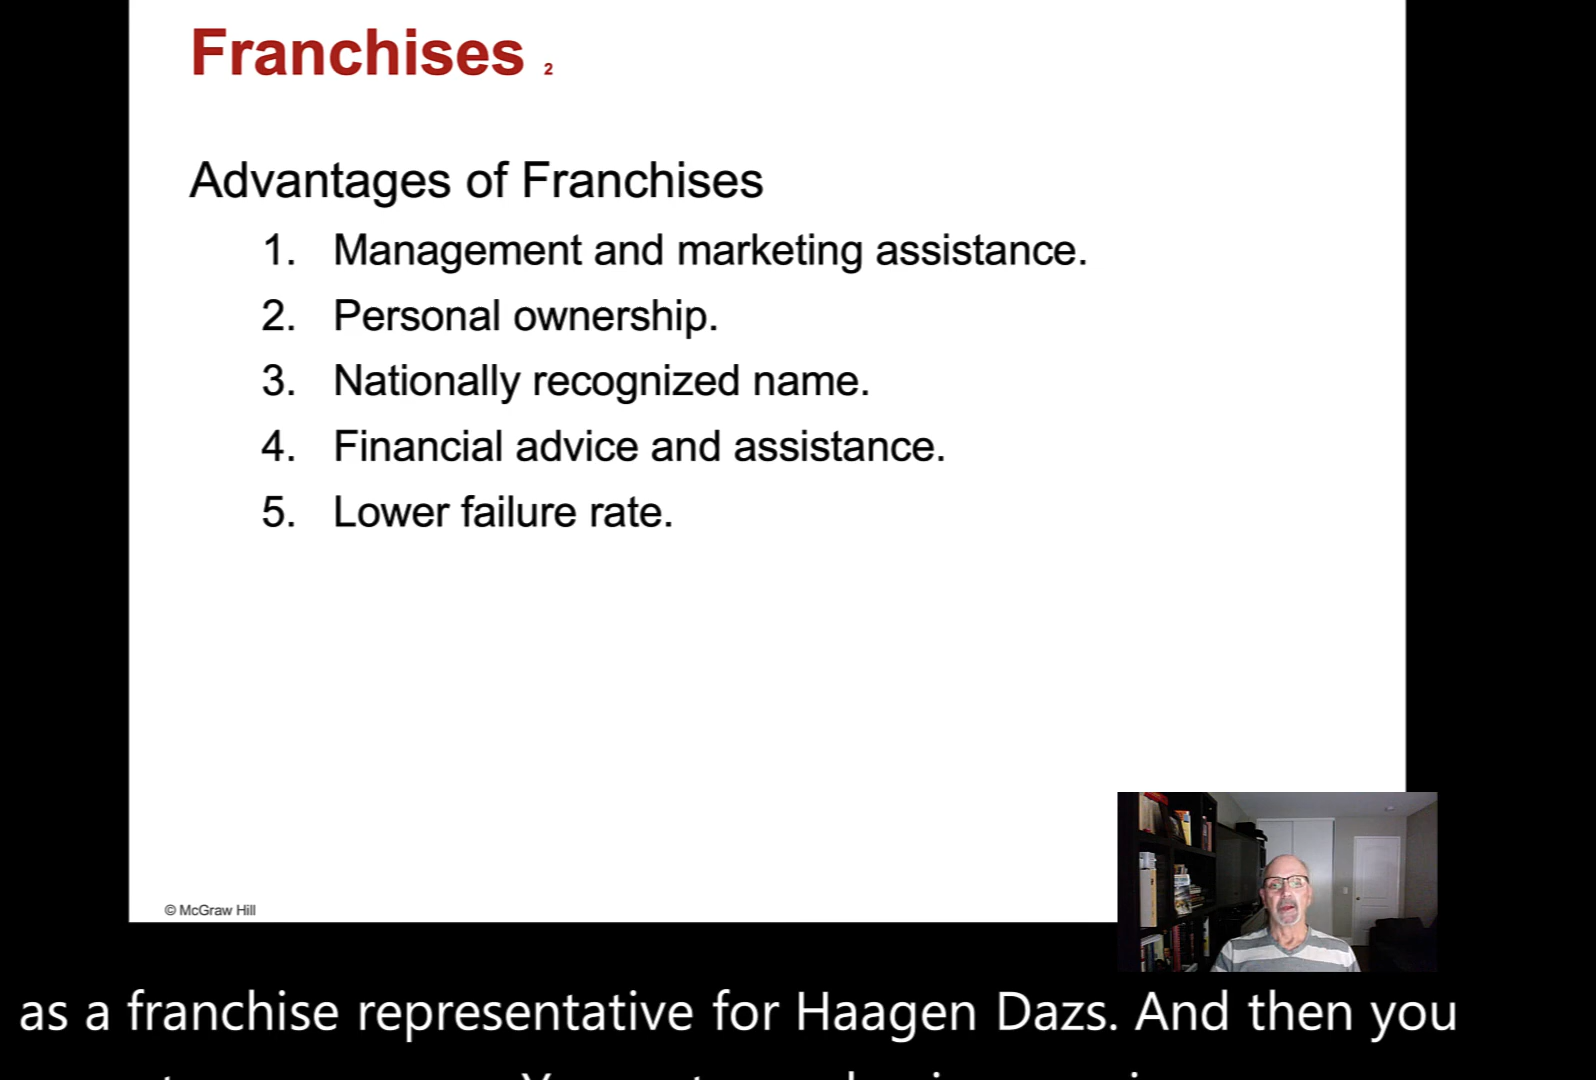 Franchises 2
Advantages of Franchises
1. Management and marketing assistance.
2. Personal ownership.
3. Nationally recognized name.
4. Financial advice and assistance.
5. Lower failure rate.
© McGraw Hill
as a franchise representative for Haagen Dazs. And then you